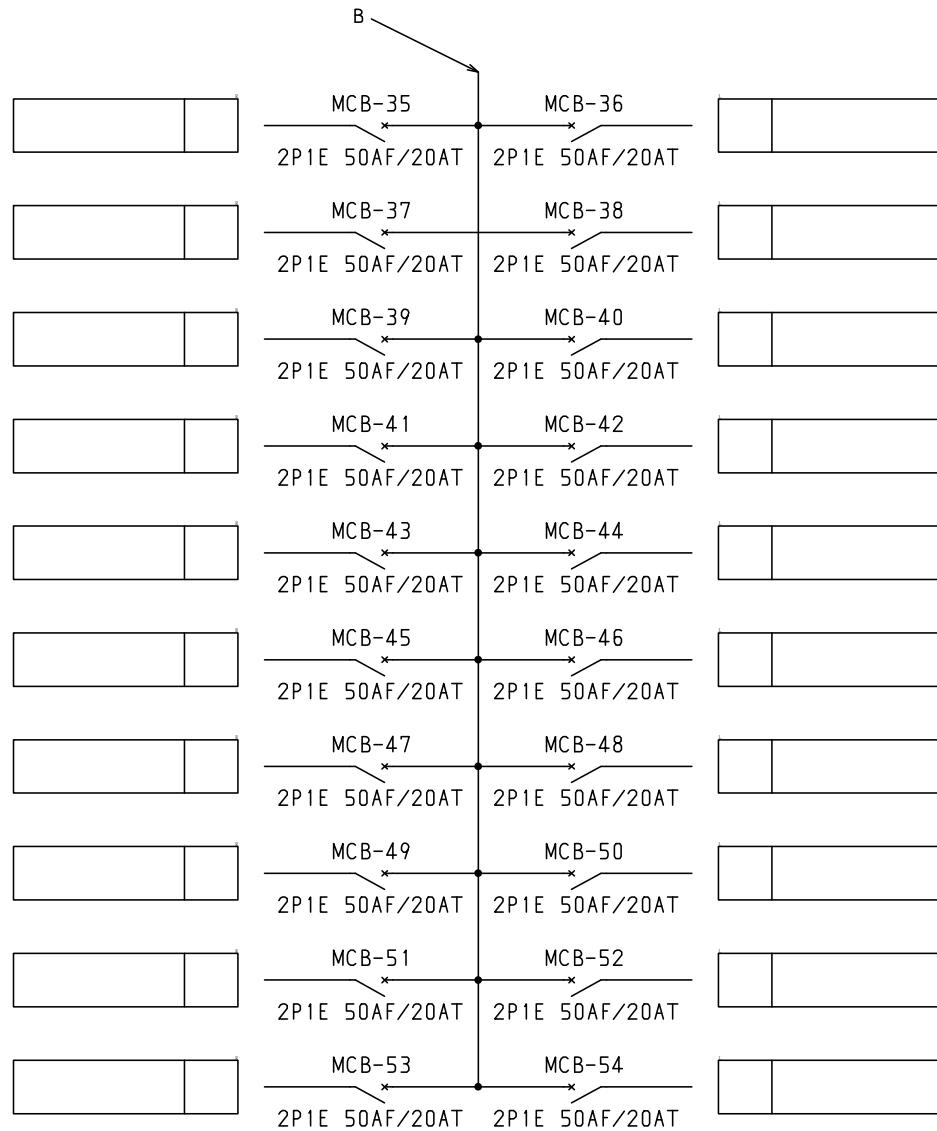 B
MCB-35 MCB-36
2P1E 50AF/20AT 2P1E 50AF/20AT
MCB-37 MCB-38
2P1E 50AF/20AT 2P1E 50AF/20AT
MCB-39 MCB-40
2P1E 50AF/20AT 2P1E 50AF/20AT
MCB-41 MCB-42
2P1E 50AF/20AT 2P1E 50AF/20AT
MCB-43 MCB-44
2P1E 50AF/20AT 2P1E 50AF/20AT
MCB-45 MCB-46
2P1E 50AF/20AT 2P1E 50AF/20AT
MCB-47 MCB-48
2P1E 50AF/20AT 2P1E 50AF/20AT
MCB-49 MCB-50
2P1E 50AF/20AT 2P1E 50AF/20AT
MCB-51 MCB-52
2P1E 50AF/20AT 2P1E 50AF/20AT
MCB-53 MCB-54
2P1E 50AF/20AT 2P1E 50AF/20AT